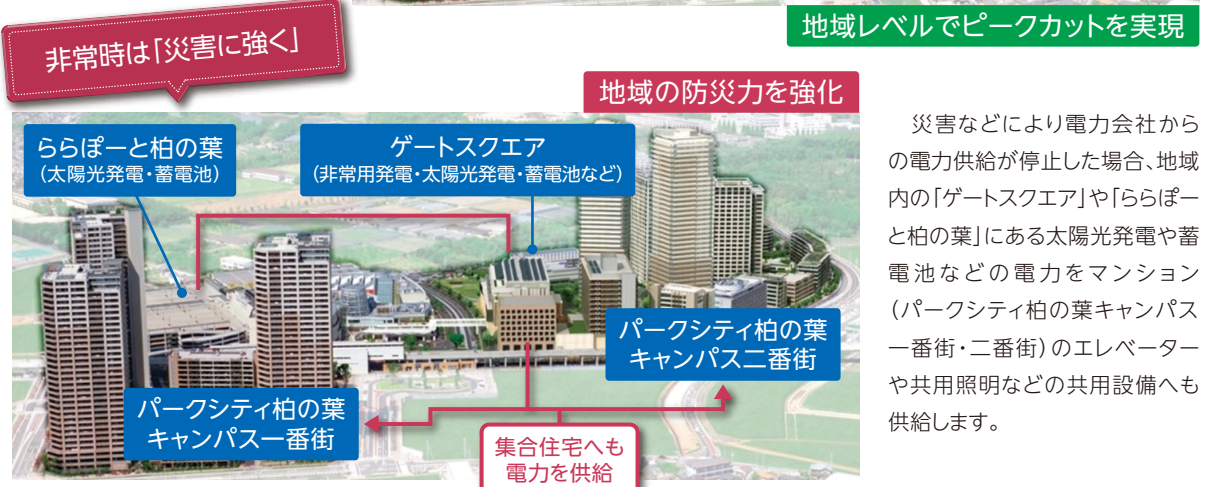 地域レベルでピークカットを実現
非常時は「災害に強く」
地域の防災力を強化
ららぽーと柏の葉
（太陽光発電・蓄電池）
ゲートスクエア
（非常用発電・太陽光発電・蓄電池など）
パークシティ柏の葉
キャンパス二番街
パークシティ柏の葉
キャンパス一番街
集合住宅へも
電力を供給
災害などにより電力会社から
の電力供給が停止した場合、地域
内の「ゲートスクエア」や「ららぽー
と柏の葉」にある太陽光発電や蓄
電池などの電力をマンション
（パークシティ柏の葉キャンパス
一番街・二番街）のエレベーター
や共用照明などの共用設備へも
供給します。